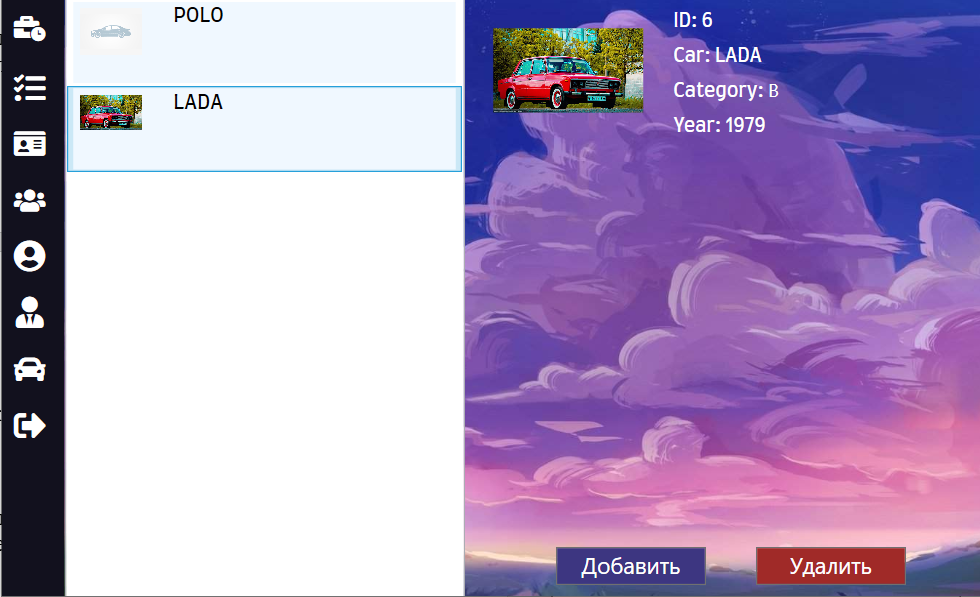 POLO
LADA
ID: 6
Car: LADA
Category: B
Year: 1979
Добавить
Удалить